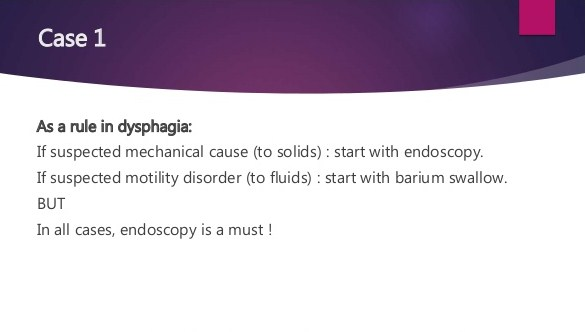 Case 1
As a rule in dysphagia:
If suspected mechanical cause (to solids) : start with endoscopy.
If suspected motility disorder (to fluids) : start with barium swallow.
BUT
In all cases, endoscopy is a must !